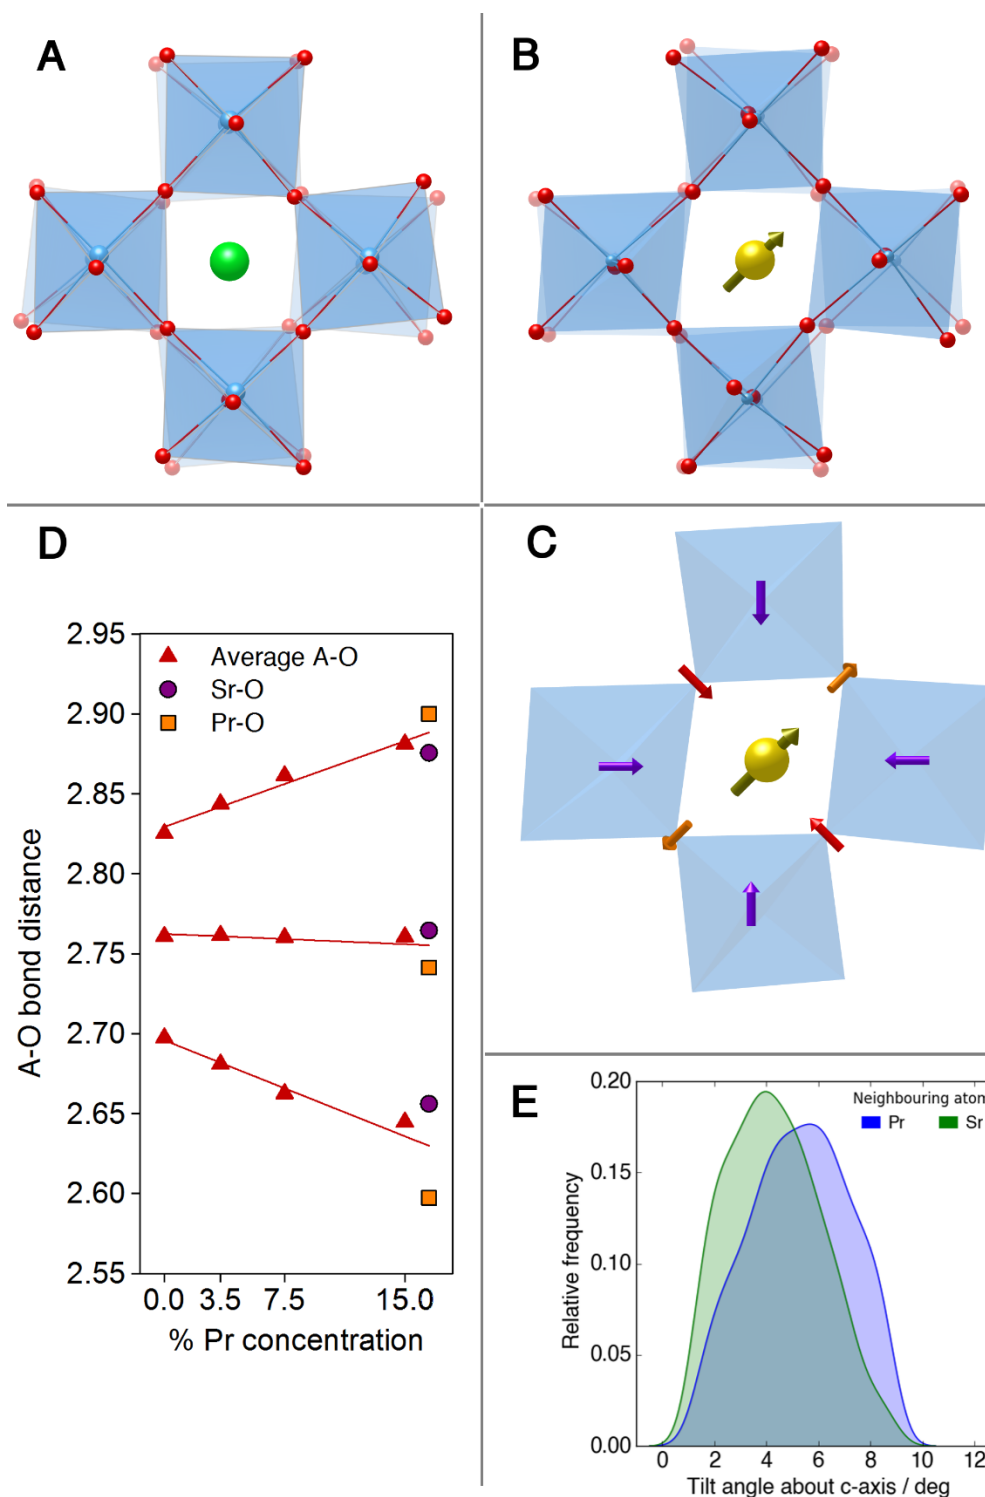 A
B
D
C
2.95
2.90
2.85
2.80
2.75
2.70
2.65
2.60
2.55
Average A-O
Sr-O
Pr-O
A-O bond distance
0.0 3.5 7.5 15.0
% Pr concentration
E
0.20
0.15
0.10
0.05
0.00
Neighbouring atom
Pr Sr
Relative frequency
0 2 4 6 8 10 12
Tilt angle about c-axis / deg